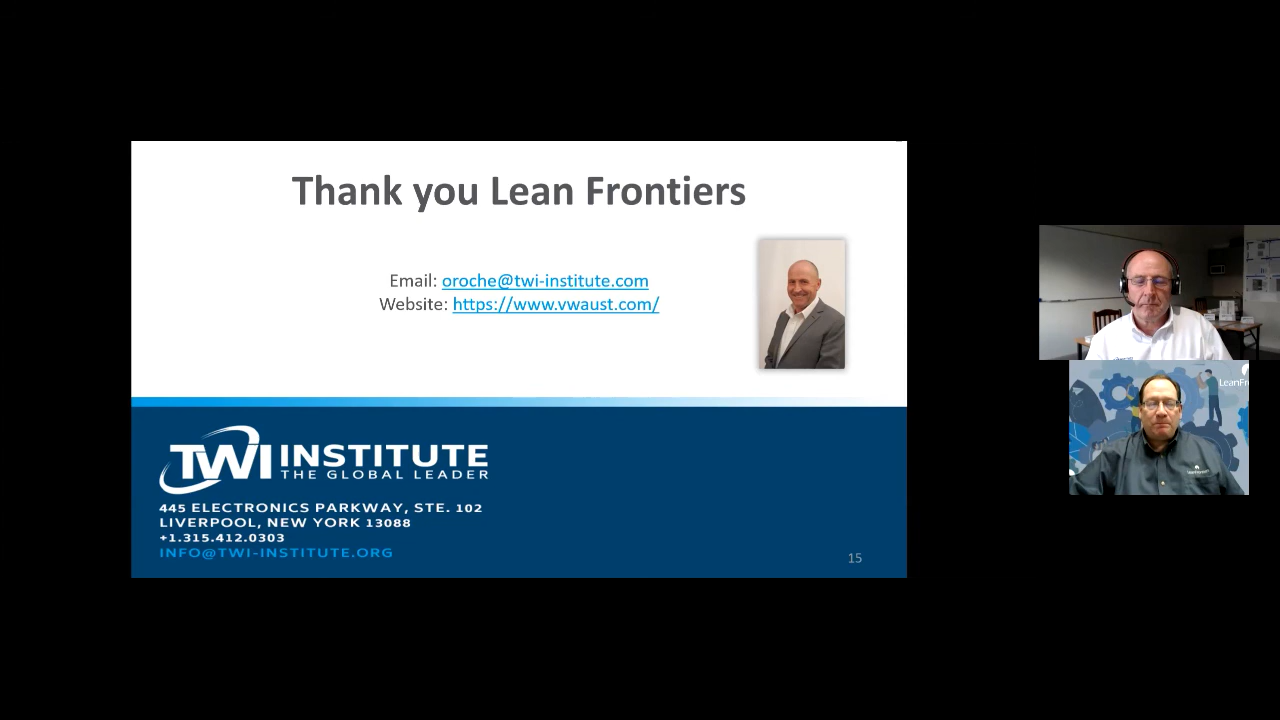 Thank you Lean Frontiers
Email: oroche@twi-institute.com
Website: https://www.vwaust.com/
TWI INSTITUTE
THE GLOBAL LEADER
445 ELECTRONICS PARKWAY, STE. 102
LIVERPOOL, NEW YORK 13088
+1.315.412.0303
INFO@TWI-INSTITUTE.ORG
15
LeanFr